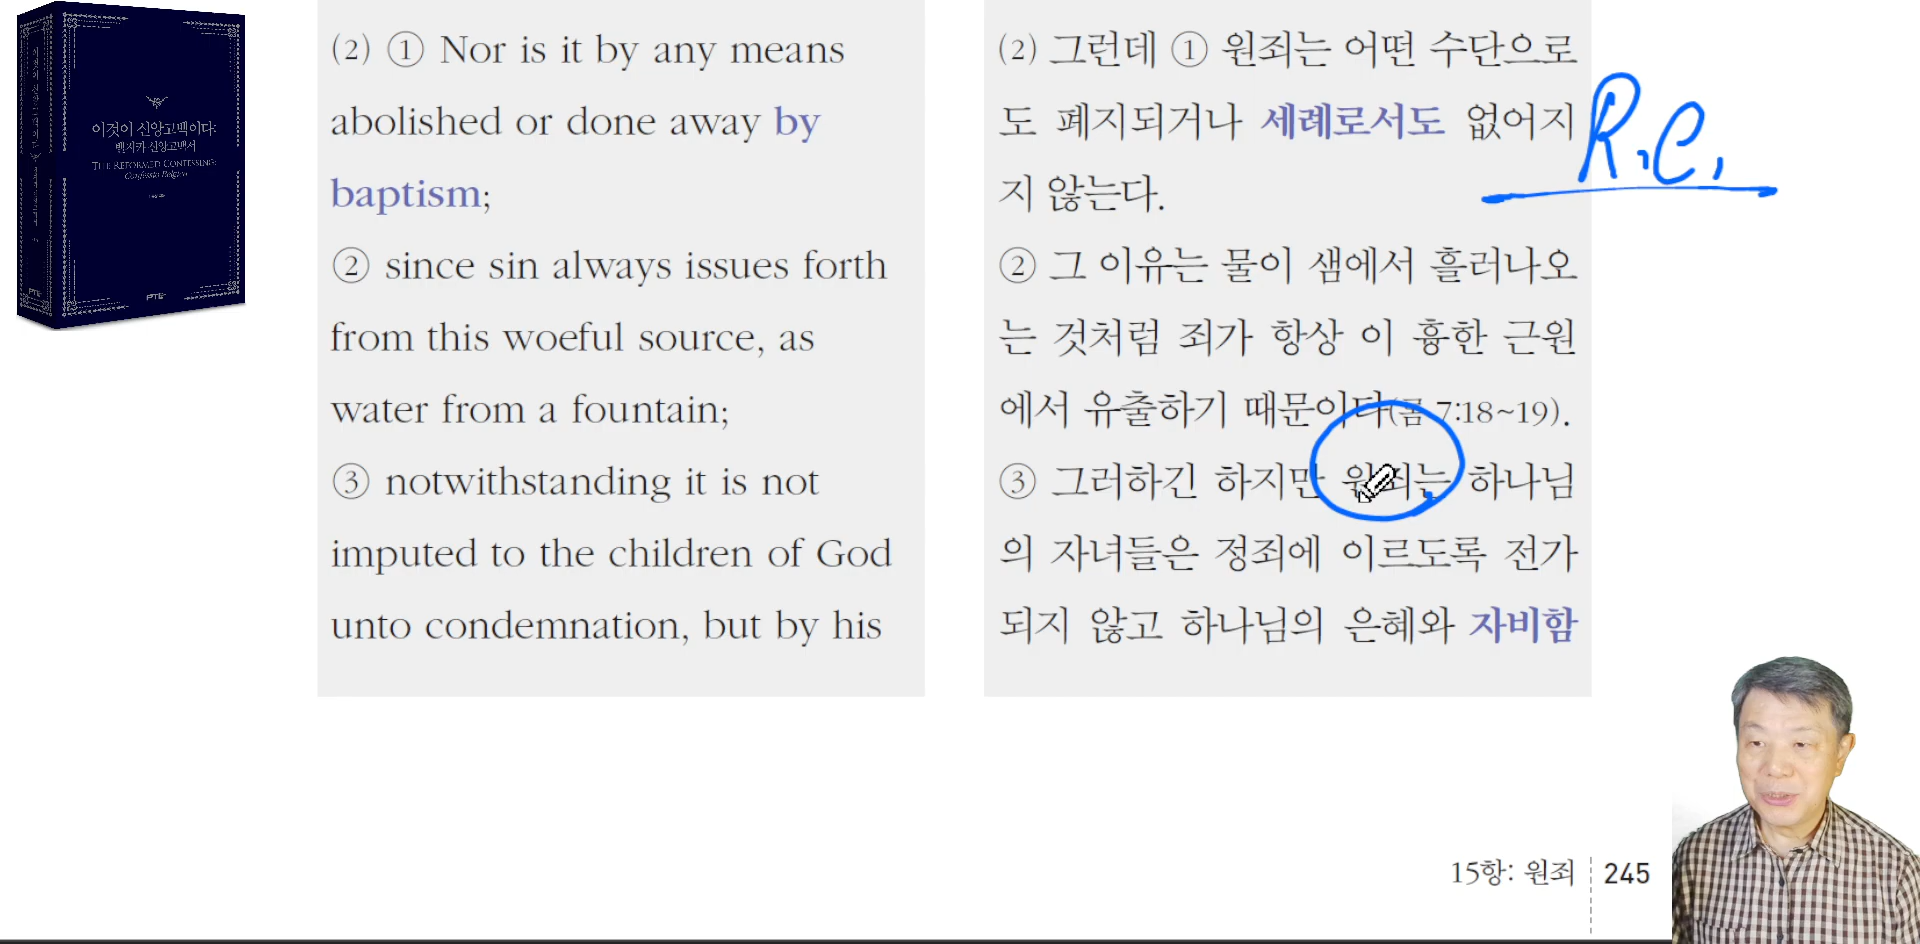 이것이 신앙고백이다:
벨지카 신앙고백서
THE REFORMED CONFESSING:
Confessio Belgica
PTL
(2) ① Nor is it by any means
abolished or done away by
baptism;
② since sin always issues forth
from this woeful source, as
water from a fountain;
③ notwithstanding it is not
imputed to the children of God
unto condemnation, but by his
(2) 그런데 ① 원죄는 어떤 수단으로
도 폐지되거나 세례로서도 없어지
지 않는다.
② 그 이유는 물이 샘에서 흘러나오
는 것처럼 죄가 항상 이 흉한 근원
에서 유출하기 때문이다(롬 7:18~19).
③ 그러하긴 하지만 원죄는 하나님
의 자녀들은 정죄에 이르도록 전가
되지 않고 하나님의 은혜와 자비함
R.C.
15항: 원죄 245